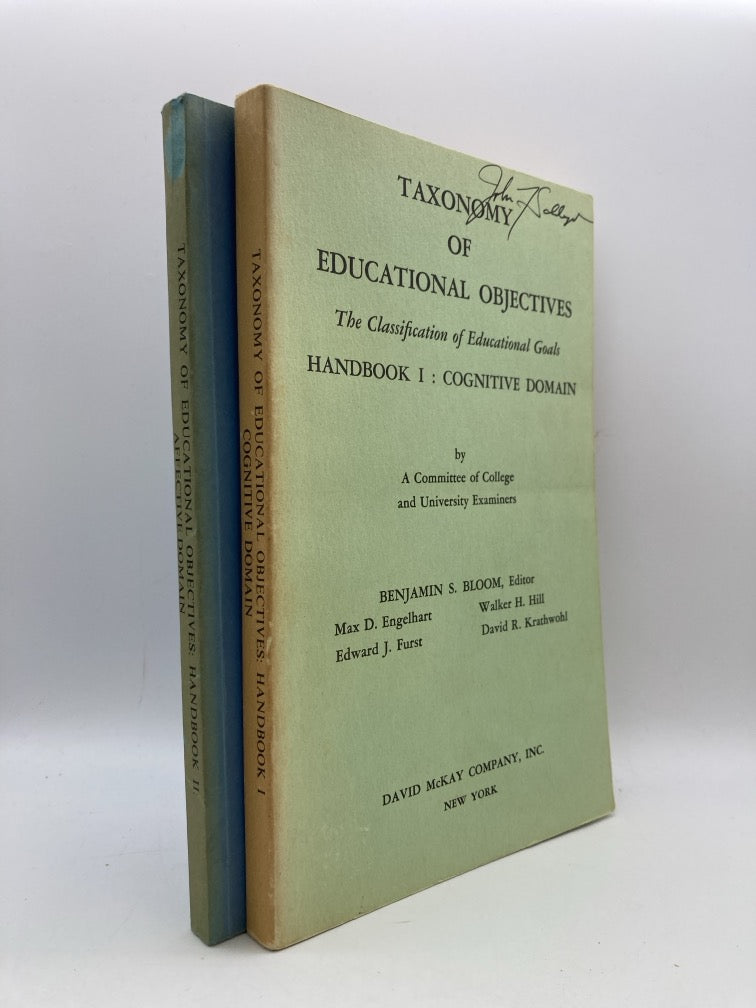 TAXONOMY OF EDUCATIONAL OBJECTIVES: HANDBOOK II:
AFFECTIVE DOMAIN
TAXONOMY OF EDUCATIONAL OBJECTIVES: HANDBOOK I
COGNITIVE DOMAIN
John
TAXONOMY
OF
EDUCATIONAL OBJECTIVES
The Classification of Educational Goals
HANDBOOK I : COGNITIVE DOMAIN
by
A Committee of College
and University Examiners
BENJAMIN S. BLOOM, Editor
Max D. Engelhart Walker H. Hill
Edward J. Furst David R. Krathwohl
DAVID McKAY COMPANY, INC.
NEW YORK